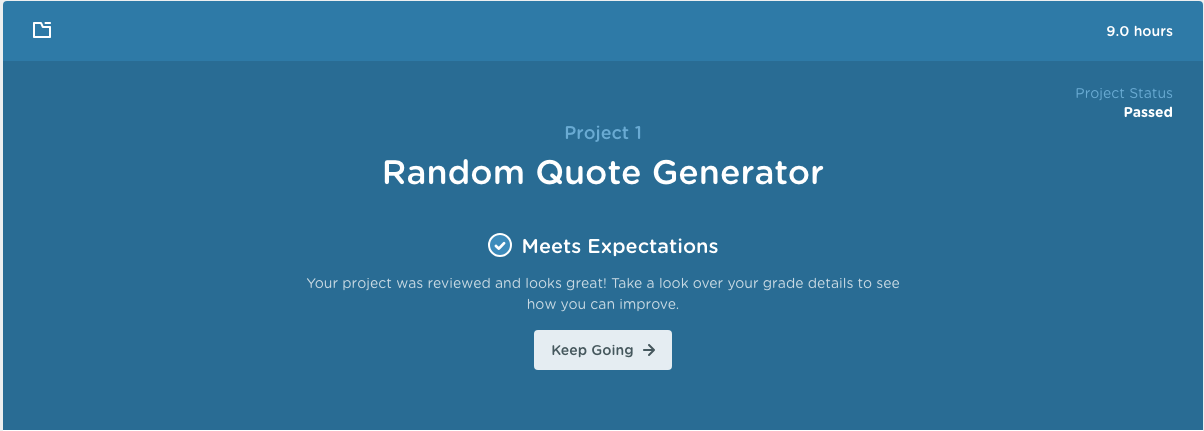 9.0 hours
Project Status
Passed
Project 1
Random Quote Generator
Meets Expectations
Your project was reviewed and looks great! Take a look over your grade details to see
how you can improve.
Keep Going →